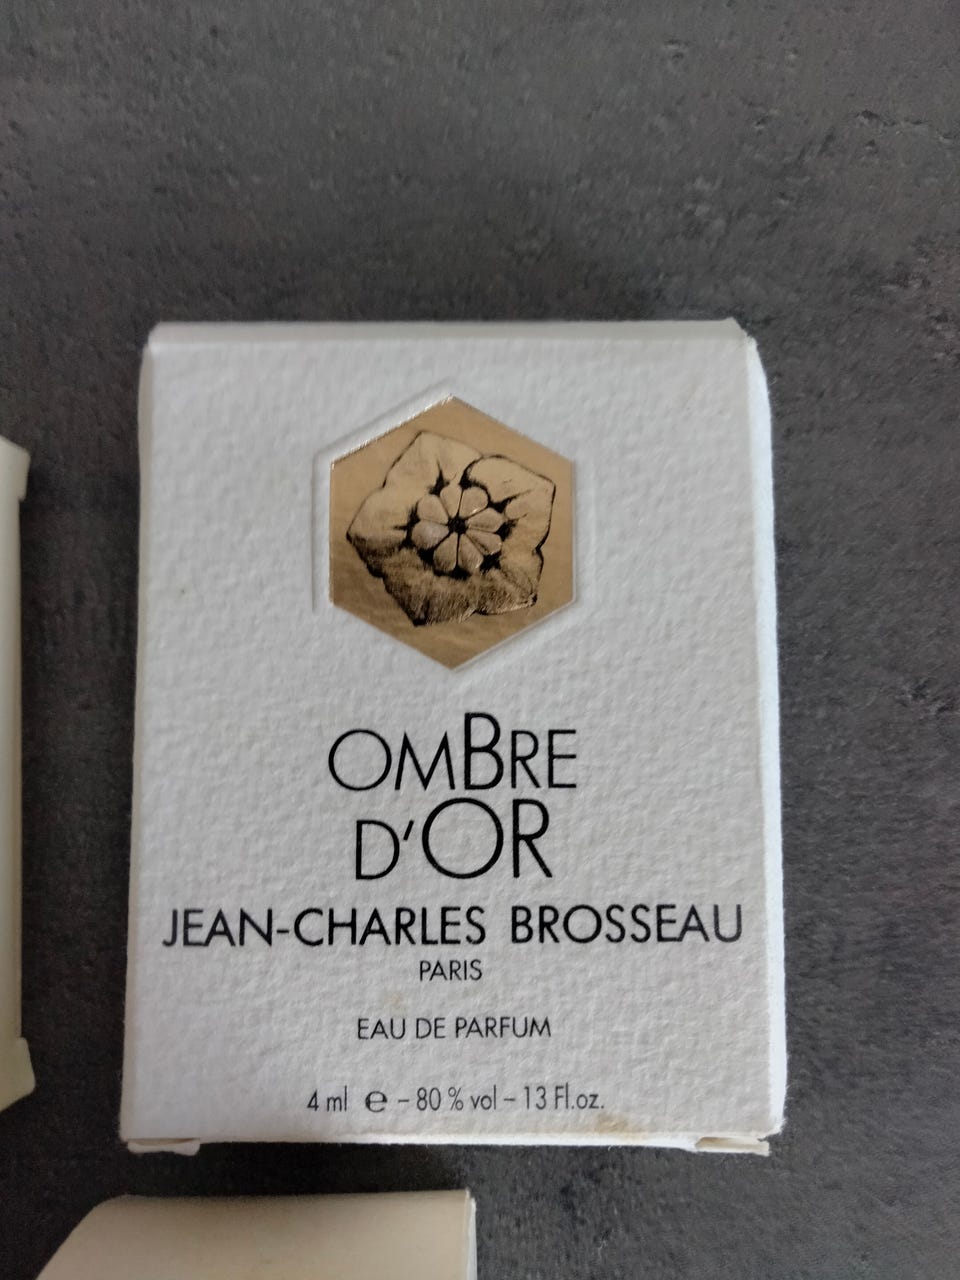 OMBRE
D'OR
JEAN-CHARLES BROSSEAU
PARIS
EAU DE PARFUM
4 ml e – 80 % vol – 13 Fl.oz.